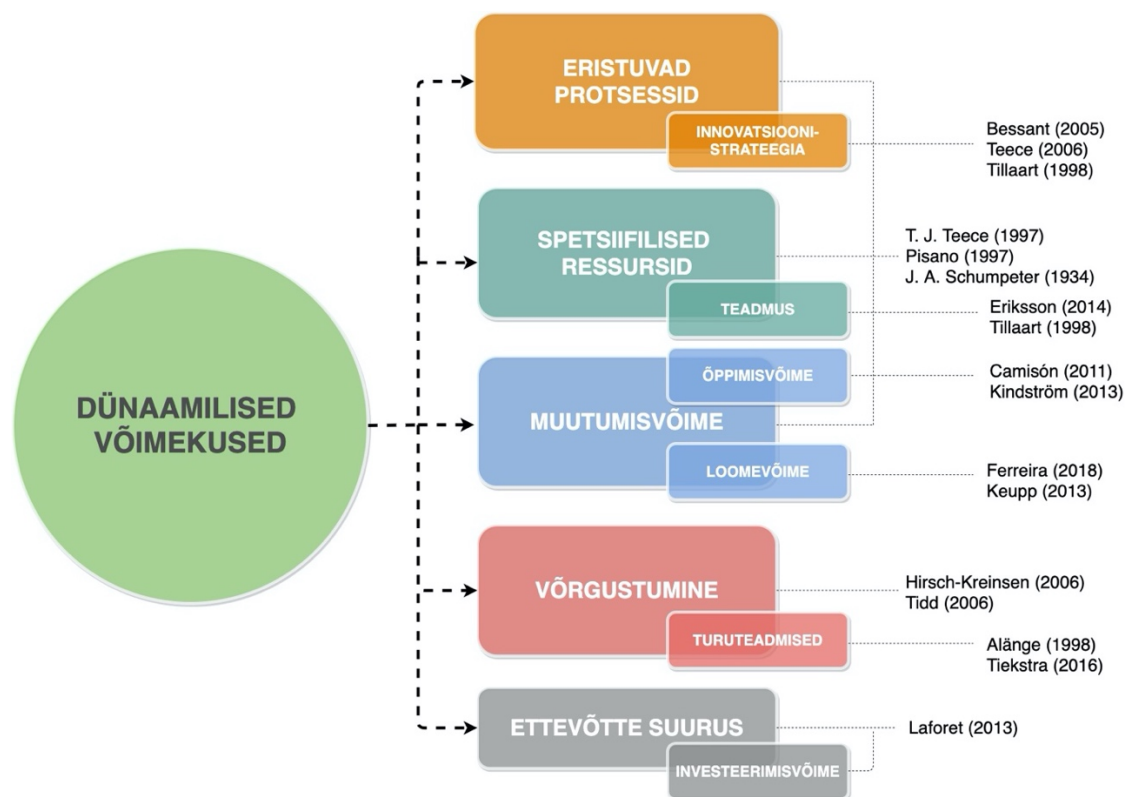 ERISTUVAD
PROTSESSID
INNOVATSIOONI-
STRATEEGIA
Bessant (2005)
Teece (2006)
Tillaart (1998)
SPETSIIFILISED
RESSURSID
T. J. Teece (1997)
Pisano (1997)
J. A. Schumpeter (1934)
TEADMUS
Eriksson (2014)
Tillaart (1998)
DÜNAAMILISED
VÕIMEKUSED
ÕPPIMISVÕIME
Camisón (2011)
Kindström (2013)
MUUTUMISVÕIME
LOOMEVÕIME
Ferreira (2018)
Keupp (2013)
VÕRGUSTUMINE
Hirsch-Kreinsen (2006)
Tidd (2006)
TURUTEADMISED
Alänge (1998)
Tiekstra (2016)
ETTEVÕTTE SUURUS
Laforet (2013)
INVESTEERIMISVÕIME